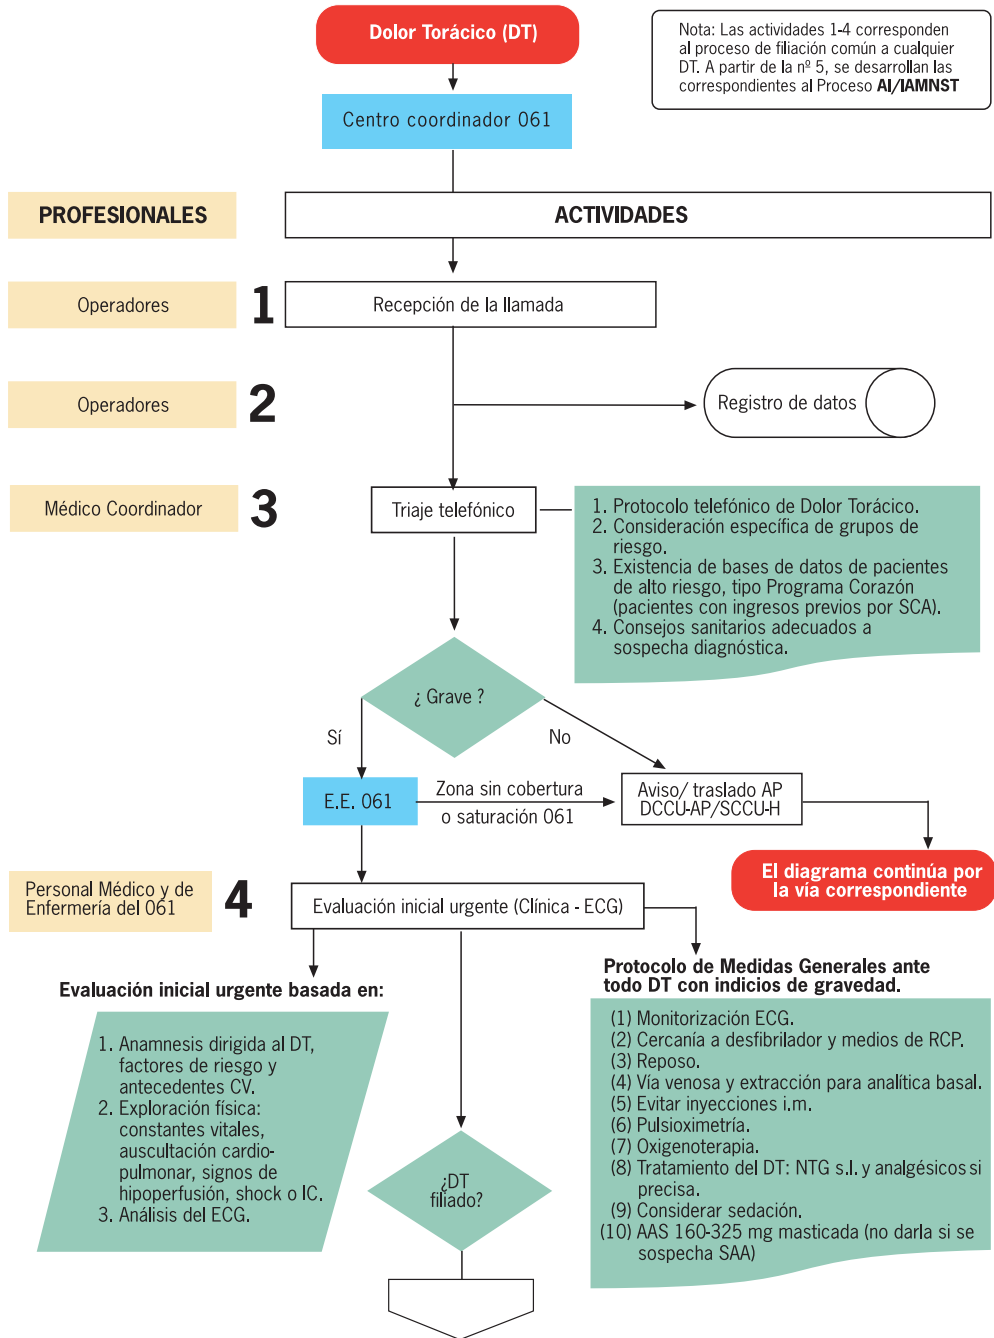 Dolor Torácico (DT)
Nota: Las actividades 1-4 corresponden
al proceso de filiación común a cualquier
DT. A partir de la nº 5, se desarrollan las
correspondientes al Proceso AI/IAMNST
Centro coordinador 061
PROFESIONALES
ACTIVIDADES
Operadores
1
Recepción de la llamada
Operadores
2
Registro de datos
Médico Coordinador
3
Triaje telefónico
1. Protocolo telefónico de Dolor Torácico.
2. Consideración específica de grupos de
riesgo.
3. Existencia de bases de datos de pacientes
de alto riesgo, tipo Programa Corazón
(pacientes con ingresos previos por SCA).
4. Consejos sanitarios adecuados a
sospecha diagnóstica.
¿ Grave ?
Sí
No
E.E. 061
Zona sin cobertura
o saturación 061
Aviso/ traslado AP
DCCU-AP/SCCU-H
El diagrama continúa por
la vía correspondiente
Personal Médico y de
Enfermería del 061
4
Evaluación inicial urgente (Clínica - ECG)
Evaluación inicial urgente basada en:
1. Anamnesis dirigida al DT,
factores de riesgo y
antecedentes CV.
2. Exploración física:
constantes vitales,
auscultación cardio-
pulmonar, signos de
hipoperfusión, shock o IC.
3. Análisis del ECG.
¿DT
filiado?
Protocolo de Medidas Generales ante
todo DT con indicios de gravedad.
(1) Monitorización ECG.
(2) Cercanía a desfibrilador y medios de RCP.
(3) Reposo.
(4) Vía venosa y extracción para analítica basal.
(5) Evitar inyecciones i.m.
(6) Pulsioximetría.
(7) Oxigenoterapia.
(8) Tratamiento del DT: NTG s.l. y analgésicos si
precisa.
(9) Considerar sedación.
(10) AAS 160-325 mg masticada (no darla si se
sospecha SAA)